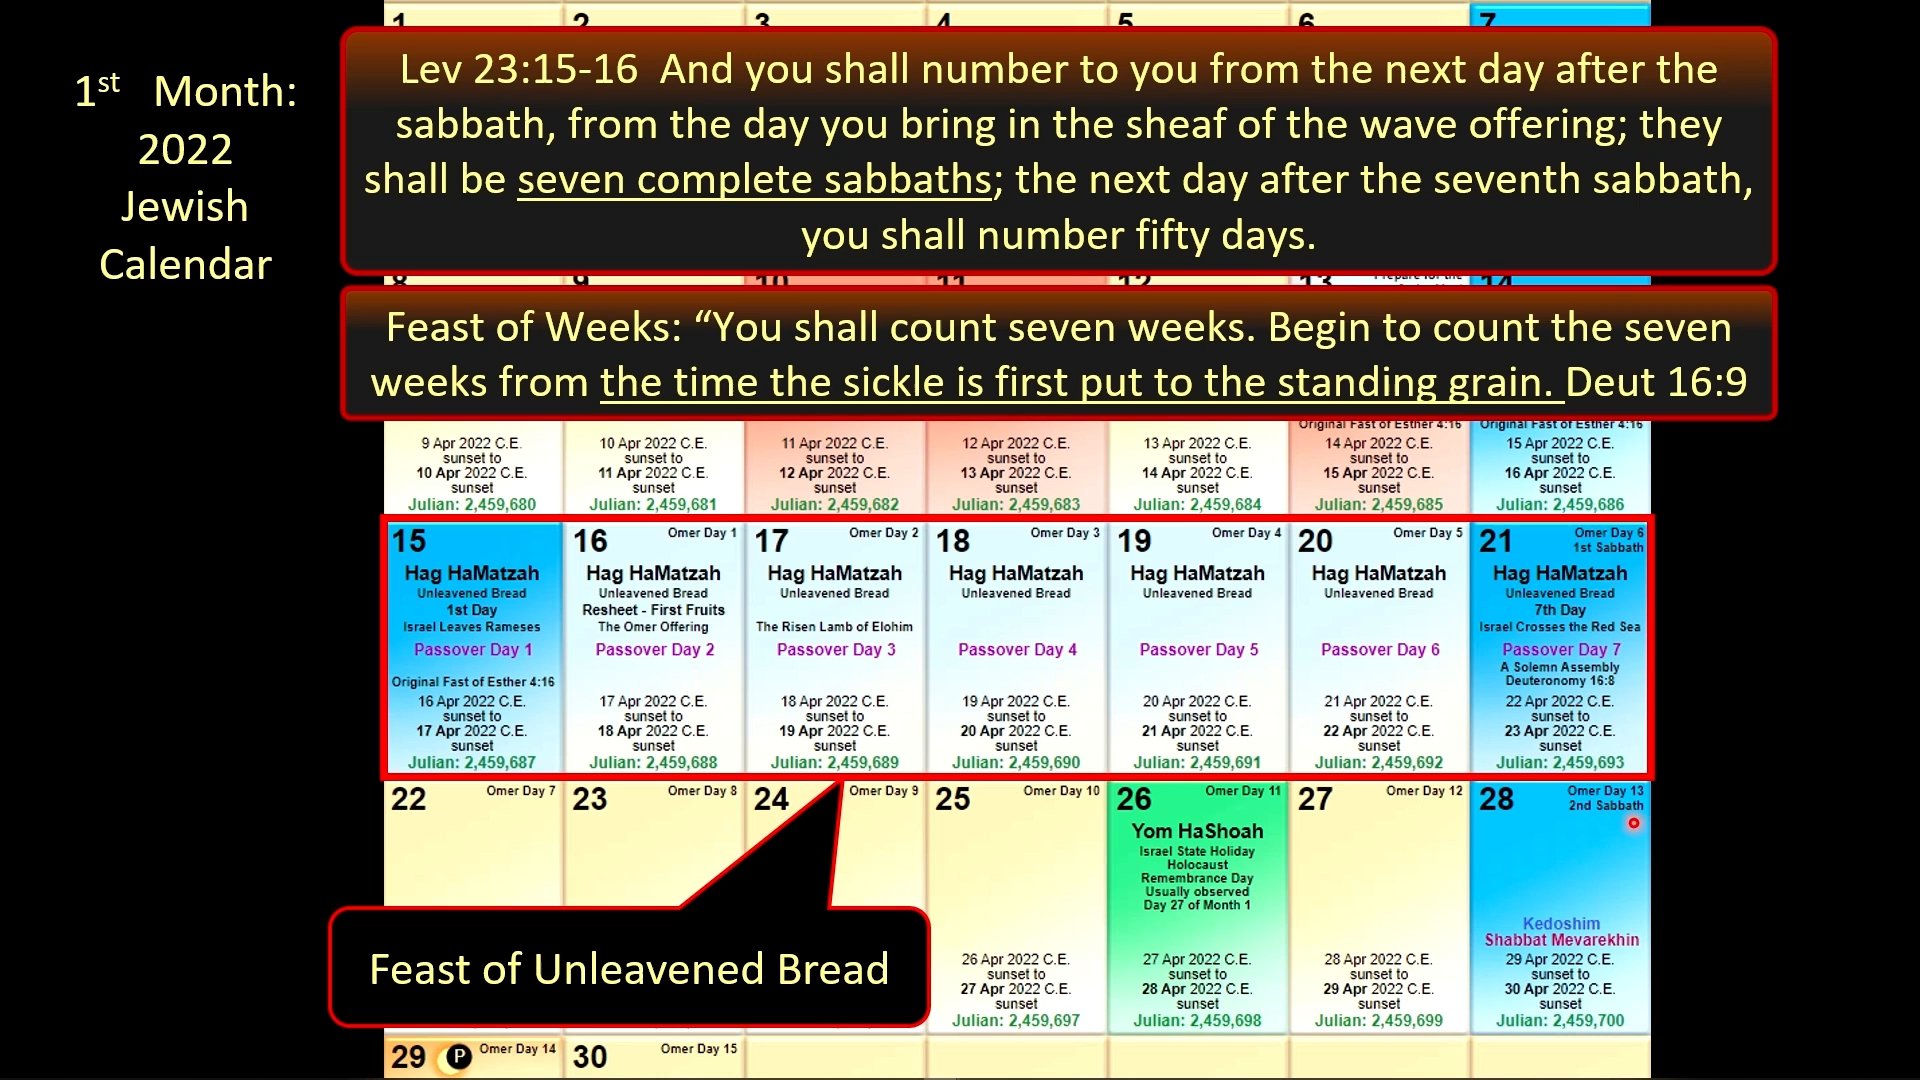 1 2 3 4 5 6 7
1st Month:
2022
Jewish
Calendar
Lev 23:15-16 And you shall number to you from the next day after the
sabbath, from the day you bring in the sheaf of the wave offering; they
shall be seven complete sabbaths; the next day after the seventh sabbath,
you shall number fifty days.
8 9 10 11 12 13 Prepare for the 14
Feast of Weeks: “You shall count seven weeks. Begin to count the seven
weeks from the time the sickle is first put to the standing grain. Deut 16:9
Original Fast of Esther 4:16 Original Fast of Esther 4:16
9 Apr 2022 C.E. 10 Apr 2022 C.E. 11 Apr 2022 C.E. 12 Apr 2022 C.E. 13 Apr 2022 C.E. 14 Apr 2022 C.E. 15 Apr 2022 C.E.
sunset to sunset to sunset to sunset to sunset to sunset to sunset to
10 Apr 2022 C.E. 11 Apr 2022 C.E. 12 Apr 2022 C.E. 13 Apr 2022 C.E. 14 Apr 2022 C.E. 15 Apr 2022 C.E. 16 Apr 2022 C.E.
sunset sunset sunset sunset sunset sunset sunset
Julian: 2,459,680 Julian: 2,459,681 Julian: 2,459,682 Julian: 2,459,683 Julian: 2,459,684 Julian: 2,459,685 Julian: 2,459,686
15 16 Omer Day 1 17 Omer Day 2 18 Omer Day 3 19 Omer Day 4 20 Omer Day 5 21 Omer Day 6
1st Sabbath
Hag HaMatzah Hag HaMatzah Hag HaMatzah Hag HaMatzah Hag HaMatzah Hag HaMatzah Hag HaMatzah
Unleavened Bread Unleavened Bread Unleavened Bread Unleavened Bread Unleavened Bread Unleavened Bread Unleavened Bread
1st Day Resheet - First Fruits 7th Day
Israel Leaves Rameses The Omer Offering The Risen Lamb of Elohim Israel Crosses the Red Sea
Passover Day 1 Passover Day 2 Passover Day 3 Passover Day 4 Passover Day 5 Passover Day 6 Passover Day 7
A Solemn Assembly
Original Fast of Esther 4:16 Deuteronomy 16:8
16 Apr 2022 C.E. 17 Apr 2022 C.E. 18 Apr 2022 C.E. 19 Apr 2022 C.E. 20 Apr 2022 C.E. 21 Apr 2022 C.E. 22 Apr 2022 C.E.
sunset to sunset to sunset to sunset to sunset to sunset to sunset to
17 Apr 2022 C.E. 18 Apr 2022 C.E. 19 Apr 2022 C.E. 20 Apr 2022 C.E. 21 Apr 2022 C.E. 22 Apr 2022 C.E. 23 Apr 2022 C.E.
sunset sunset sunset sunset sunset sunset sunset
Julian: 2,459,687 Julian: 2,459,688 Julian: 2,459,689 Julian: 2,459,690 Julian: 2,459,691 Julian: 2,459,692 Julian: 2,459,693
22 Omer Day 7 23 Omer Day 8 24 Omer Day 9 25 Omer Day 10 26 Omer Day 11 27 Omer Day 12 28 Omer Day 13
2nd Sabbath
Yom HaShoah
Israel State Holiday
Holocaust
Remembrance Day
Usually observed
Day 27 of Month 1
Kedoshim
Shabbat Mevarekhin
Feast of Unleavened Bread
26 Apr 2022 C.E. 27 Apr 2022 C.E. 28 Apr 2022 C.E. 29 Apr 2022 C.E.
sunset to sunset to sunset to sunset to
27 Apr 2022 C.E. 28 Apr 2022 C.E. 29 Apr 2022 C.E. 30 Apr 2022 C.E.
sunset sunset sunset sunset
Julian: 2,459,697 Julian: 2,459,698 Julian: 2,459,699 Julian: 2,459,700
29 P Omer Day 14 30 Omer Day 15